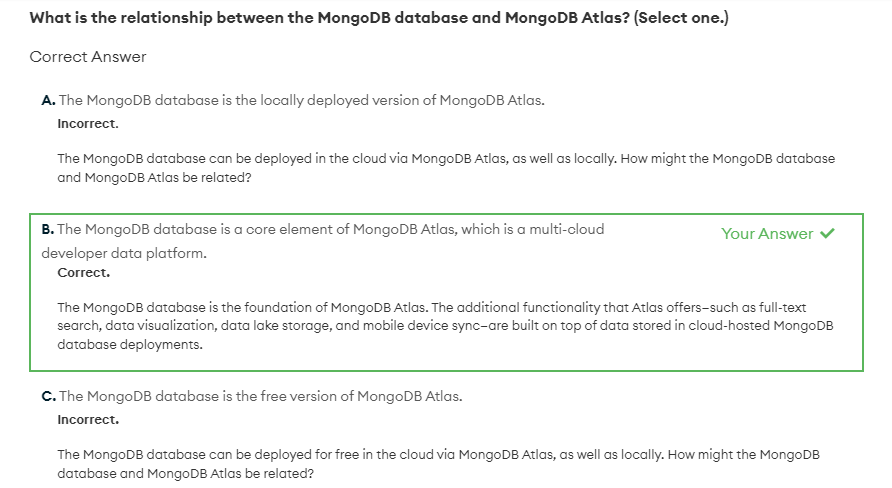 What is the relationship between the MongoDB database and MongoDB Atlas? (Select one.)
Correct Answer
A. The MongoDB database is the locally deployed version of MongoDB Atlas.
Incorrect.
The MongoDB database can be deployed in the cloud via MongoDB Atlas, as well as locally. How might the MongoDB database
and MongoDB Atlas be related?
B. The MongoDB database is a core element of MongoDB Atlas, which is a multi-cloud
developer data platform.
Your Answer ✓
Correct.
The MongoDB database is the foundation of MongoDB Atlas. The additional functionality that Atlas offers–such as full-text
search, data visualization, data lake storage, and mobile device sync–are built on top of data stored in cloud-hosted MongoDB
database deployments.
C. The MongoDB database is the free version of MongoDB Atlas.
Incorrect.
The MongoDB database can be deployed for free in the cloud via MongoDB Atlas, as well as locally. How might the MongoDB
database and MongoDB Atlas be related?